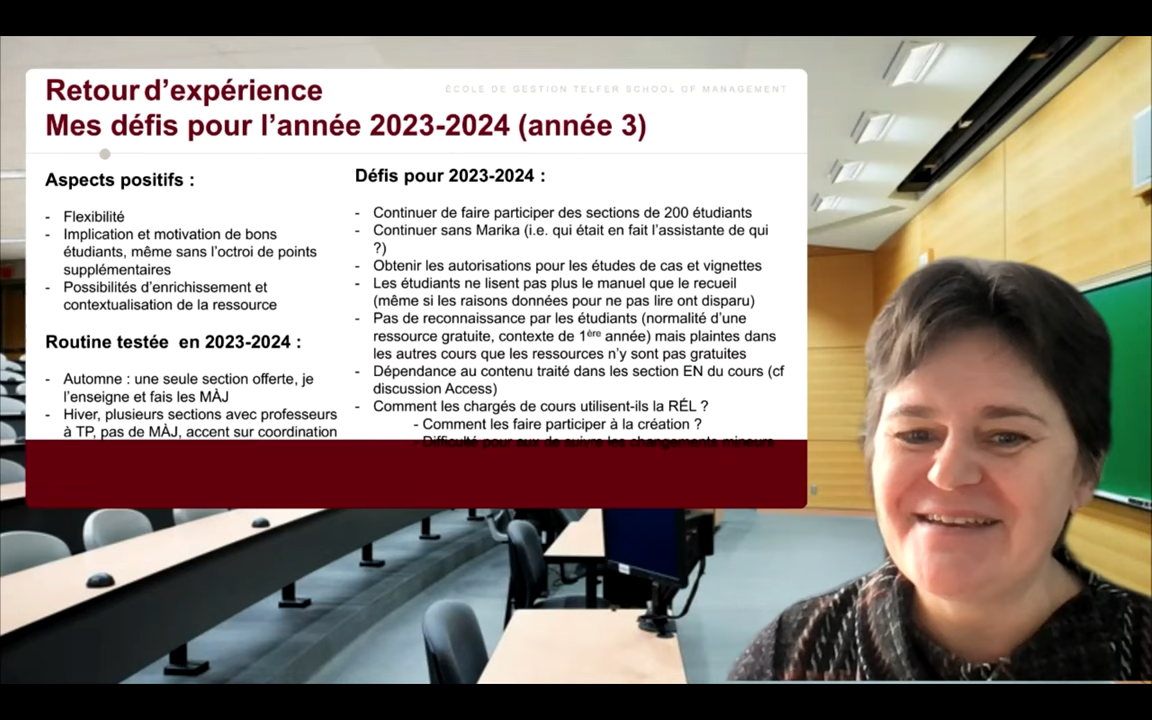 Retour d'expérience
ÉCOLE DE GESTION TELFER SCHOOL OF MANAGEMENT
Mes défis pour l'année 2023-2024 (année 3)
Aspects positifs :
- Flexibilité
- Implication et motivation de bons
étudiants, même sans l'octroi de points
supplémentaires
- Possibilités d'enrichissement et
contextualisation de la ressource
Routine testée en 2023-2024 :
- Automne : une seule section offerte, je
l'enseigne et fais les MÀJ
- Hiver, plusieurs sections avec professeurs
à TP, pas de MÀJ, accent sur coordination
Défis pour 2023-2024 :
- Continuer de faire participer des sections de 200 étudiants
- Continuer sans Marika (i.e. qui était en fait l'assistante de qui
?)
- Obtenir les autorisations pour les études de cas et vignettes
- Les étudiants ne lisent pas plus le manuel que le recueil
(même si les raisons données pour ne pas lire ont disparu)
- Pas de reconnaissance par les étudiants (normalité d'une
ressource gratuite, contexte de 1ère année) mais plaintes dans
les autres cours que les ressources n'y sont pas gratuites
- Dépendance au contenu traité dans les section EN du cours (cf
discussion Access)
- Comment les chargés de cours utilisent-ils la RÉL ?
- Comment les faire participer à la création ?
- Difficulté pour eux de suivre les changements mineurs